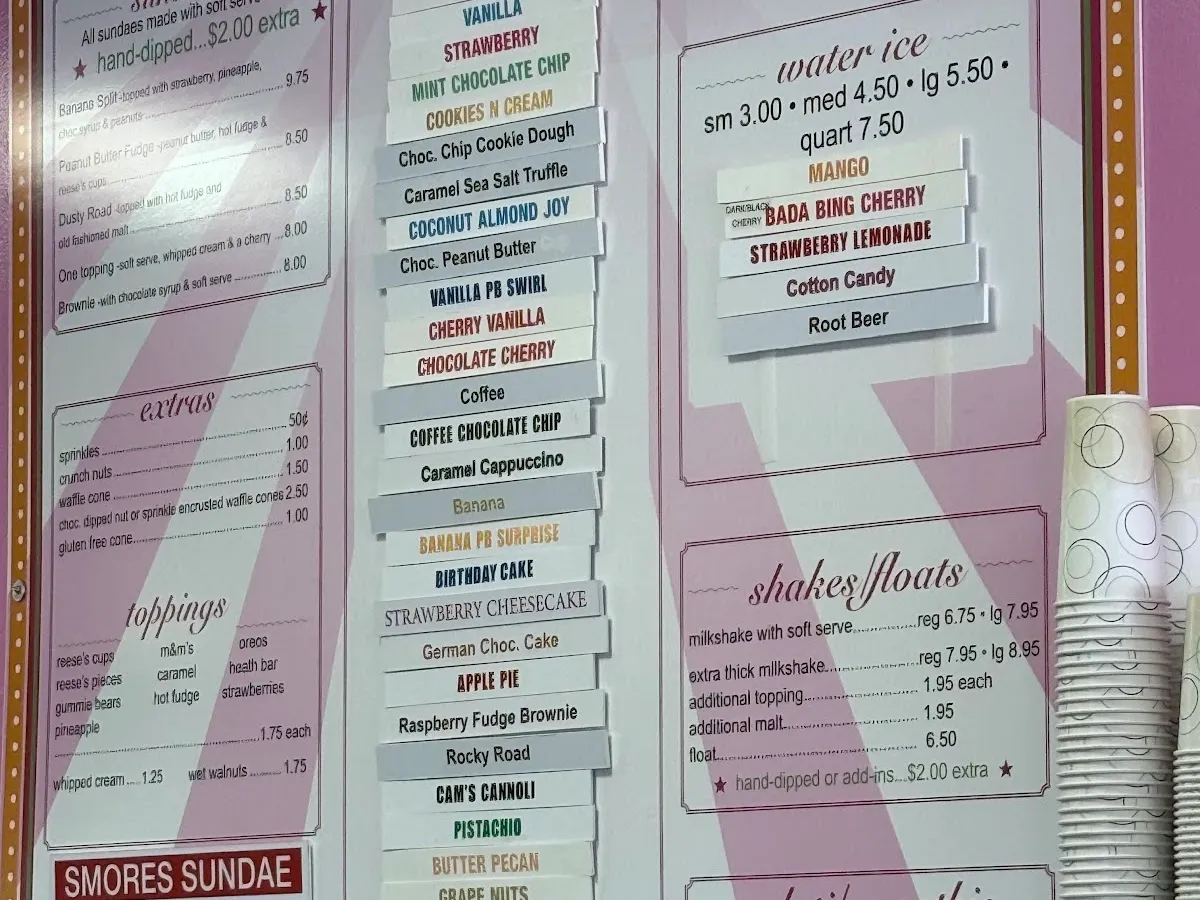 All sundaes made with soft serve
hand-dipped...$2.00 extra
Banana Split -topped with strawberry, pineapple,
choc syrup & peanuts 9.75
Peanut Butter Fudge -peanut butter, hot fudge &
reese's cups 8.50
Dusty Road -topped with hot fudge and
old fashioned malt 8.50
One topping -soft serve, whipped cream & a cherry 8.00
Brownie -with chocolate syrup & soft serve 8.00
extras
sprinkles 50¢
crunch nuts 1.00
waffle cone 1.50
choc. dipped nut or sprinkle encrusted waffle cones 2.50
gluten free cone 1.00
toppings
reese's cups m&m's oreos
reese's pieces caramel heath bar
gummie bears hot fudge strawberries
pineapple
1.75 each
whipped cream .... 1.25 wet walnuts 1.75
SMORES SUNDAE
VANILLA
STRAWBERRY
MINT CHOCOLATE CHIP
COOKIES N CREAM
Choc. Chip Cookie Dough
Caramel Sea Salt Truffle
COCONUT ALMOND JOY
Choc. Peanut Butter
VANILLA PB SWIRL
CHERRY VANILLA
CHOCOLATE CHERRY
Coffee
COFFEE CHOCOLATE CHIP
Caramel Cappuccino
Banana
BANANA PB SURPRISE
BIRTHDAY CAKE
STRAWBERRY CHEESECAKE
German Choc. Cake
APPLE PIE
Raspberry Fudge Brownie
Rocky Road
CAM'S CANNOLI
PISTACHIO
BUTTER PECAN
GRAPE NUTS
water ice
sm 3.00 • med 4.50 • lg 5.50 •
quart 7.50
MANGO
DARK/BLACK
CHERRY BADA BING CHERRY
STRAWBERRY LEMONADE
Cotton Candy
Root Beer
shakes/floats
milkshake with soft serve reg 6.75 • lg 7.95
extra thick milkshake reg 7.95 • lg 8.95
additional topping 1.95 each
additional malt 1.95
float 6.50
hand-dipped or add-ins...$2.00 extra